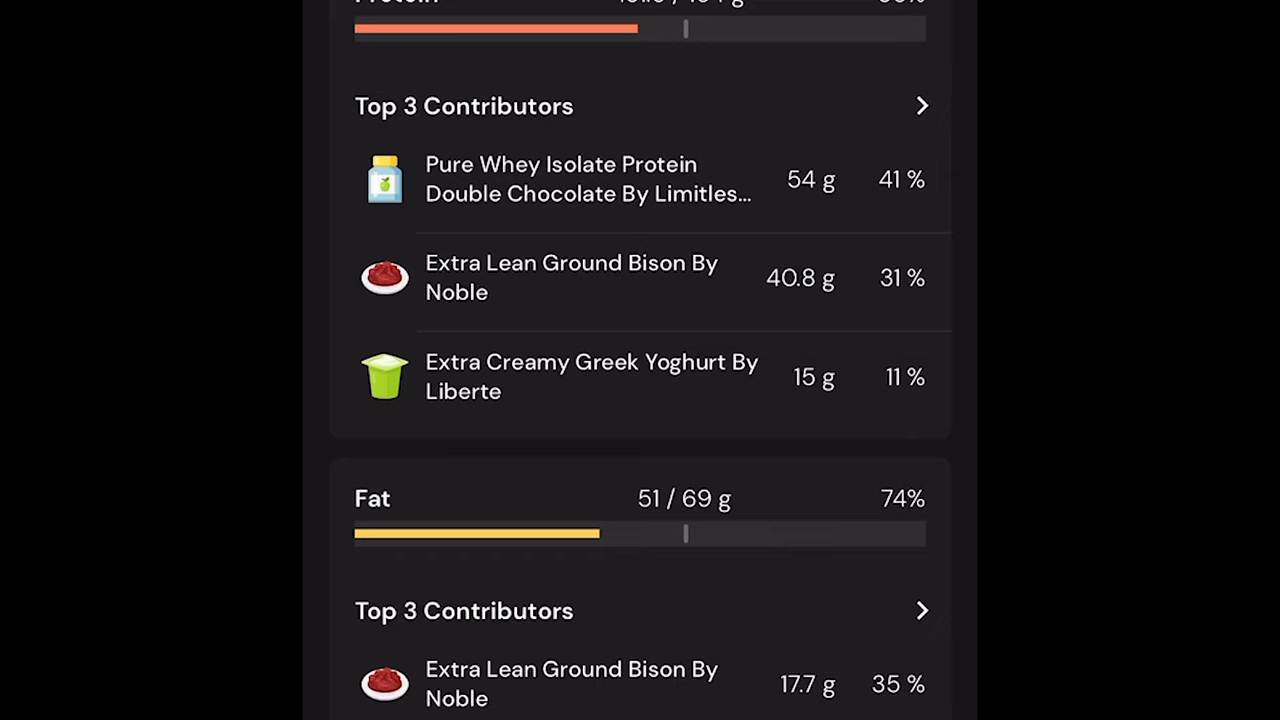 Protein
Top 3 Contributors
Pure Whey Isolate Protein 54 g 41 %
Double Chocolate By Limitless...
Extra Lean Ground Bison By 40.8 g 31 %
Noble
Extra Creamy Greek Yoghurt By 15 g 11 %
Liberte
Fat 51 / 69 g 74%
Top 3 Contributors
Extra Lean Ground Bison By 17.7 g 35 %
Noble